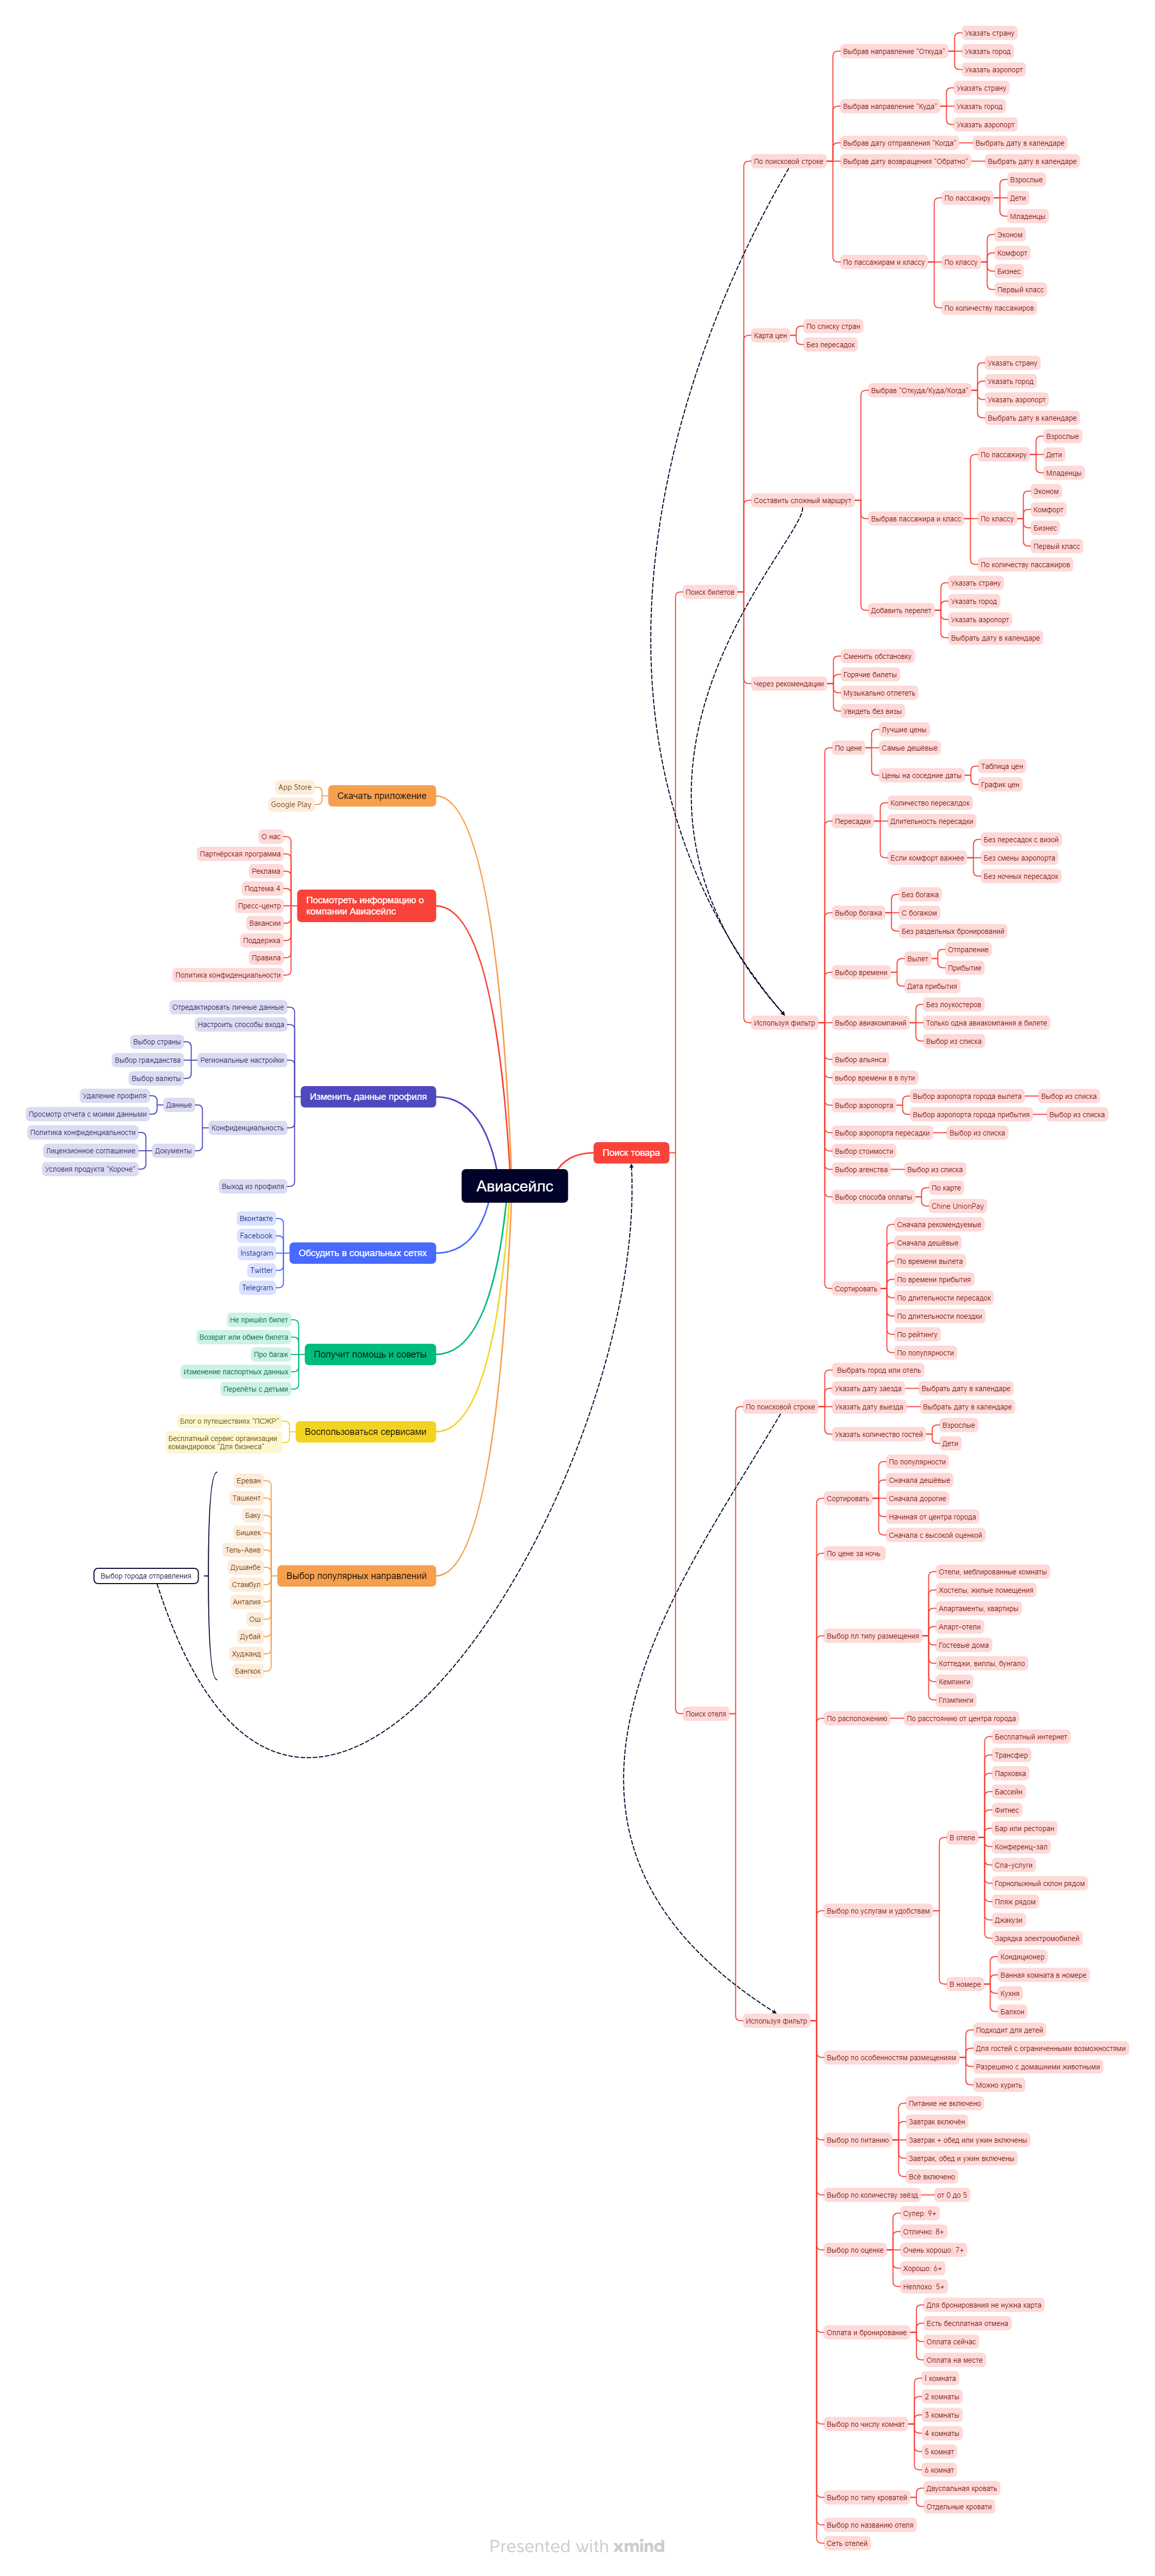 Авиасейлс
Поиск товара
Поиск билетов
По поисковой строке
Выбрав направление "Откуда"
Указать страну
Указать город
Указать аэропорт
Выбрав направление "Куда"
Указать страну
Указать город
Указать аэропорт
Выбрав дату отправления "Когда"
Выбрать дату в календаре
Выбрав дату возвращения "Обратно"
Выбрать дату в календаре
По пассажирам и классу
По пассажиру
Взрослые
Дети
Младенцы
По классу
Эконом
Комфорт
Бизнес
Первый класс
По количеству пассажиров
Карта цен
По списку стран
Без пересадок
Составить сложный маршрут
Выбрав "Откуда/Куда/Когда"
Указать страну
Указать город
Указать аэропорт
Выбрать дату в календаре
Выбрав пассажира и класс
По пассажиру
Взрослые
Дети
Младенцы
По классу
Эконом
Комфорт
Бизнес
Первый класс
По количеству пассажиров
Добавить перелет
Указать страну
Указать город
Указать аэропорт
Выбрать дату в календаре
Через рекомендации
Сменить обстановку
Горячие билеты
Музыкально отлететь
Увидеть без визы
Используя фильтр
По цене
Лучшие цены
Самые дешёвые
Цены на соседние даты
Таблица цен
График цен
Пересадки
Количество пересалдок
Длительность пересадки
Если комфорт важнее
Без пересадок с визой
Без смены аэропорта
Без ночных пересадок
Выбор богажа
Без богажа
С богажом
Без раздельных бронирований
Выбор времени
Вылет
Отпраление
Прибытие
Дата прибытия
Выбор авиакомпаний
Без лоукостеров
Только одна авиакомпания в билете
Выбор из списка
Выбор альянса
выбор времени в в пути
Выбор аэропорта
Выбор аэропорта города вылета
Выбор из списка
Выбор аэропорта города прибытия
Выбор из списка
Выбор аэропорта пересадки
Выбор из списка
Выбор стоимости
Выбор агенства
Выбор из списка
Выбор способа оплаты
По карте
Chine UnionPay
Сортировать
Сначала рекомендуемые
Сначала дешёвые
По времени вылета
По времени прибытия
По длительности пересадок
По длительности поездки
По рейтингу
По популярности
Поиск отеля
По поисковой строке
Выбрать город или отель
Указать дату заезда
Выбрать дату в календаре
Указать дату выезда
Выбрать дату в календаре
Указать количество гостей
Взрослые
Дети
Используя фильтр
Сортировать
По популярности
Сначала дешёвые
Сначала дорогие
Начиная от центра города
Сначала с высокой оценкой
По цене за ночь
Выбор пл типу размещения
Отели, меблированные комнаты
Хостелы, жилые помещения
Апартаменты, квартиры
Апарт-отели
Гостевые дома
Коттеджи, виллы, бунгало
Кемпинги
Глэмпинги
По расположению
По расстоянию от центра города
Выбор по услугам и удобствам
В отеле
Бесплатный интернет
Трансфер
Парковка
Бассейн
Фитнес
Бар или ресторан
Конференц-зал
Спа-услуги
Горнолыжный склон рядом
Пляж рядом
Джакузи
Зарядка электромобилей
В номере
Кондиционер
Ванная комната в номере
Кухня
Балкон
Выбор по особенностям размещениям
Подходит для детей
Для гостей с ограниченными возможностями
Разрешено с домашними животными
Можно курить
Выбор по питанию
Питание не включено
Завтрак включён
Завтрак + обед или ужин включены
Завтрак, обед и ужин включены
Всё включено
Выбор по количеству звёзд
от 0 до 5
Выбор по оценке
Супер: 9+
Отлично: 8+
Очень хорошо: 7+
Хорошо: 6+
Неплохо: 5+
Оплата и бронирование
Для бронирования не нужна карта
Есть бесплатная отмена
Оплата сейчас
Оплата на месте
Выбор по числу комнат
1 комната
2 комнаты
3 комнаты
4 комнаты
5 комнат
6 комнат
Выбор по типу кроватей
Двуспальная кровать
Отдельные кровати
Выбор по названию отеля
Сеть отелей
Скачать приложение
App Store
Google Play
Посмотреть информацию о
компании Авиасейлс
О нас
Партнёрская программа
Реклама
Подтема 4
Пресс-центр
Вакансии
Поддержка
Правила
Политика конфиденциальности
Изменить данные профиля
Отредактировать личные данные
Настроить способы входа
Региональные настройки
Выбор страны
Выбор гражданства
Выбор валюты
Конфиденциальность
Данные
Удаление профиля
Просмотр отчета с моими данными
Документы
Политика конфиденциальности
Лицензионное соглашение
Условия продукта "Короче"
Выход из профиля
Обсудить в социальных сетях
Вконтакте
Facebook
Instagram
Twitter
Telegram
Получит помощь и советы
Не пришёл билет
Возврат или обмен билета
Про багаж
Изменение паспортных данных
Перелёты с детьми
Воспользоваться сервисами
Блог о путешествиях "ПСЖР"
Бесплатный сервис организации
командировок "Для бизнеса"
Выбор популярных направлений
Ереван
Ташкент
Баку
Бишкек
Тель-Авив
Душанбе
Стамбул
Анталия
Ош
Дубай
Худжанд
Бангкок
Выбор города отправления
Presented with xmind